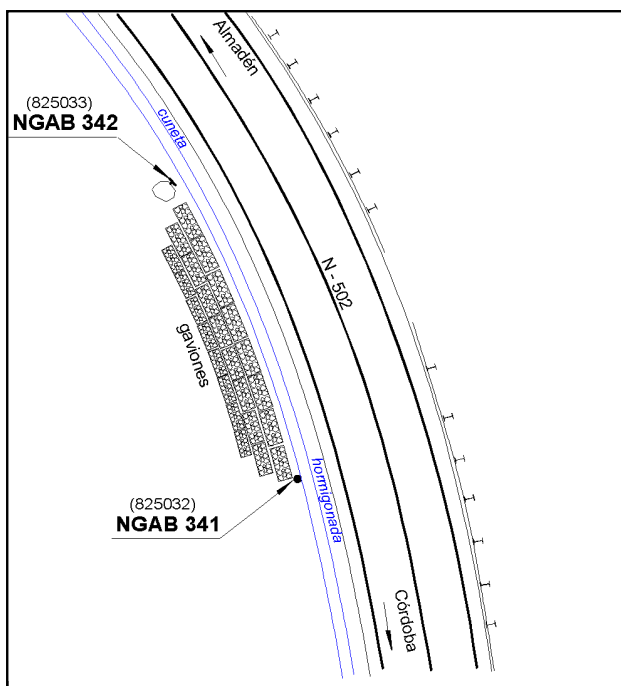 Almadén
(825033)
NGAB 342
cuneta
N - 502
gaviones
hormigonada
(825032)
NGAB 341
Córdoba